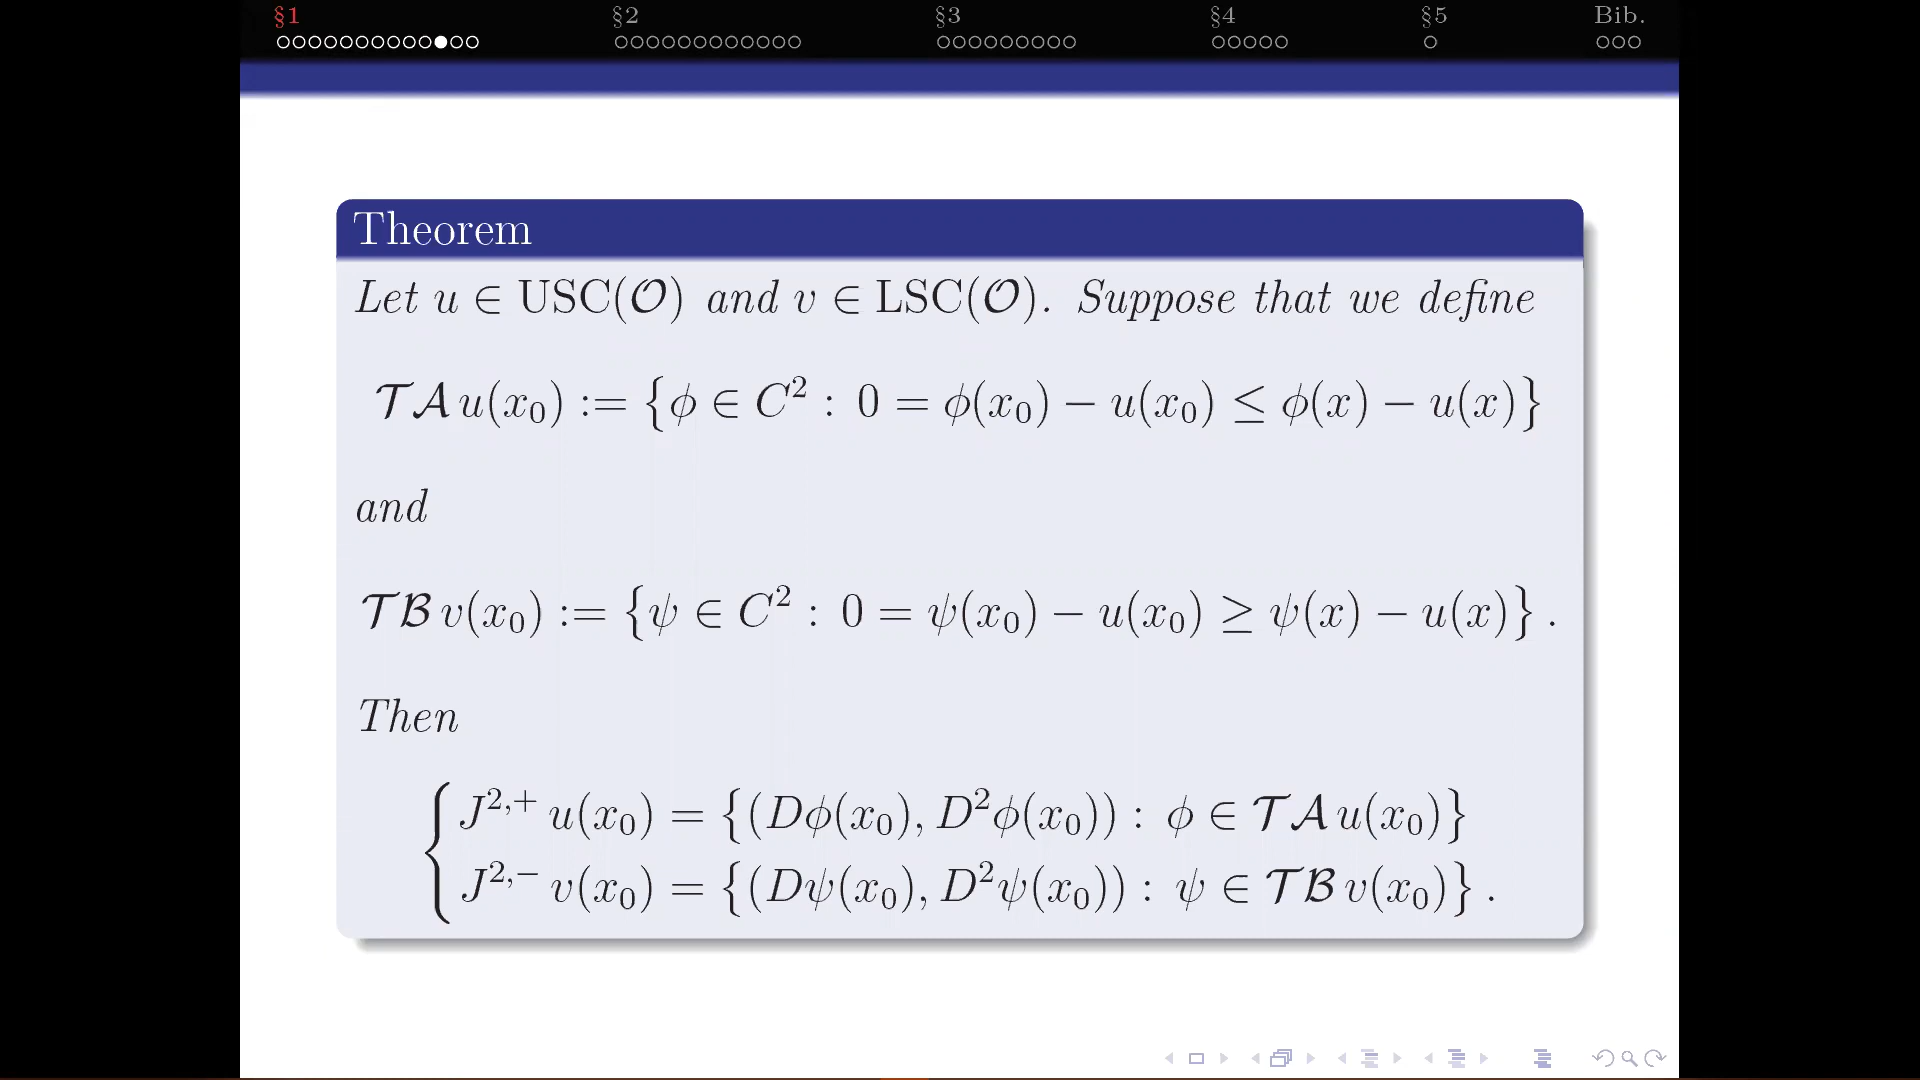 §1 §2 §3 §4 §5 Bib.
Theorem
Let u ∈ USC(𝒪) and v ∈ LSC(𝒪). Suppose that we define
𝒯𝒜 u(x₀) := {ϕ ∈ C² : 0 = ϕ(x₀) − u(x₀) ≤ ϕ(x) − u(x)}
and
𝒯ℬ v(x₀) := {ψ ∈ C² : 0 = ψ(x₀) − u(x₀) ≥ ψ(x) − u(x)} .
Then
J²,⁺ u(x₀) = {(Dϕ(x₀), D²ϕ(x₀)) : ϕ ∈ 𝒯𝒜 u(x₀)}
J²,⁻ v(x₀) = {(Dψ(x₀), D²ψ(x₀)) : ψ ∈ 𝒯ℬ v(x₀)} .